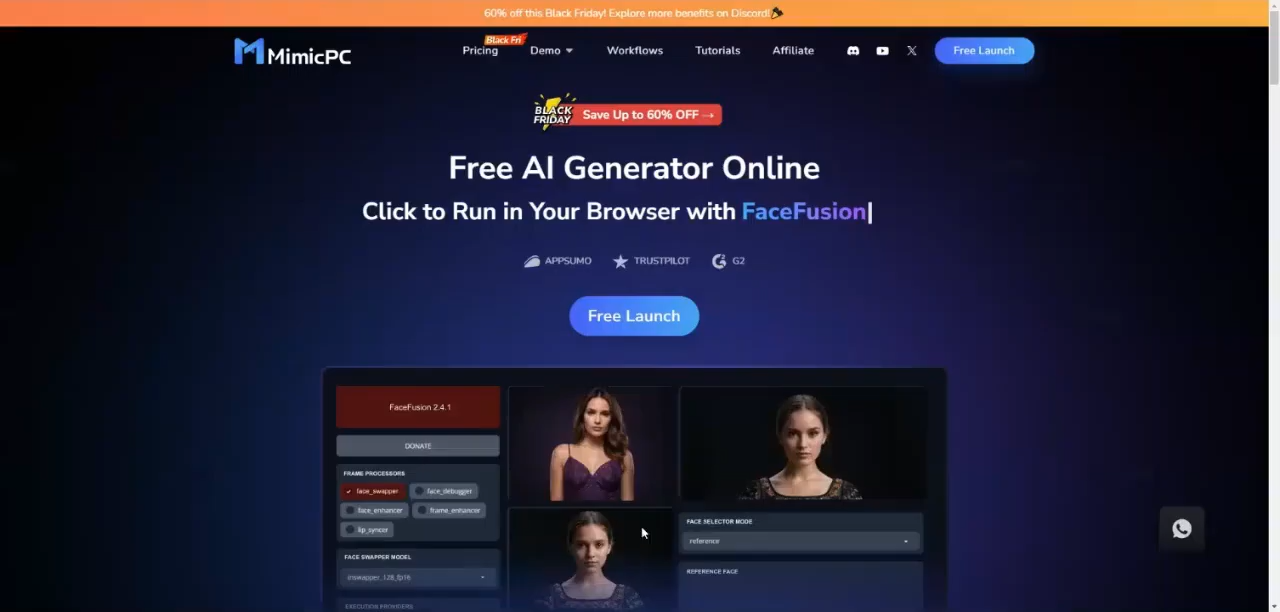 60% off this Black Friday! Explore more benefits on Discord!
MimicPC
Pricing
Black Fri
Demo
Workflows
Tutorials
Affiliate
Free Launch
BLACK FRIDAY
Save Up to 60% OFF →
Free AI Generator Online
Click to Run in Your Browser with FaceFusion
APPSUMO
TRUSTPILOT
G2
Free Launch
FaceFusion 2.4.1
DONATE
FRAME PROCESSORS
face_swapper
face_debugger
face_enhancer
frame_enhancer
lip_syncer
FACE SWAPPER MODEL
inswapper_128_fp16
EXECUTION PROVIDERS
FACE SELECTOR MODE
reference
REFERENCE FACE